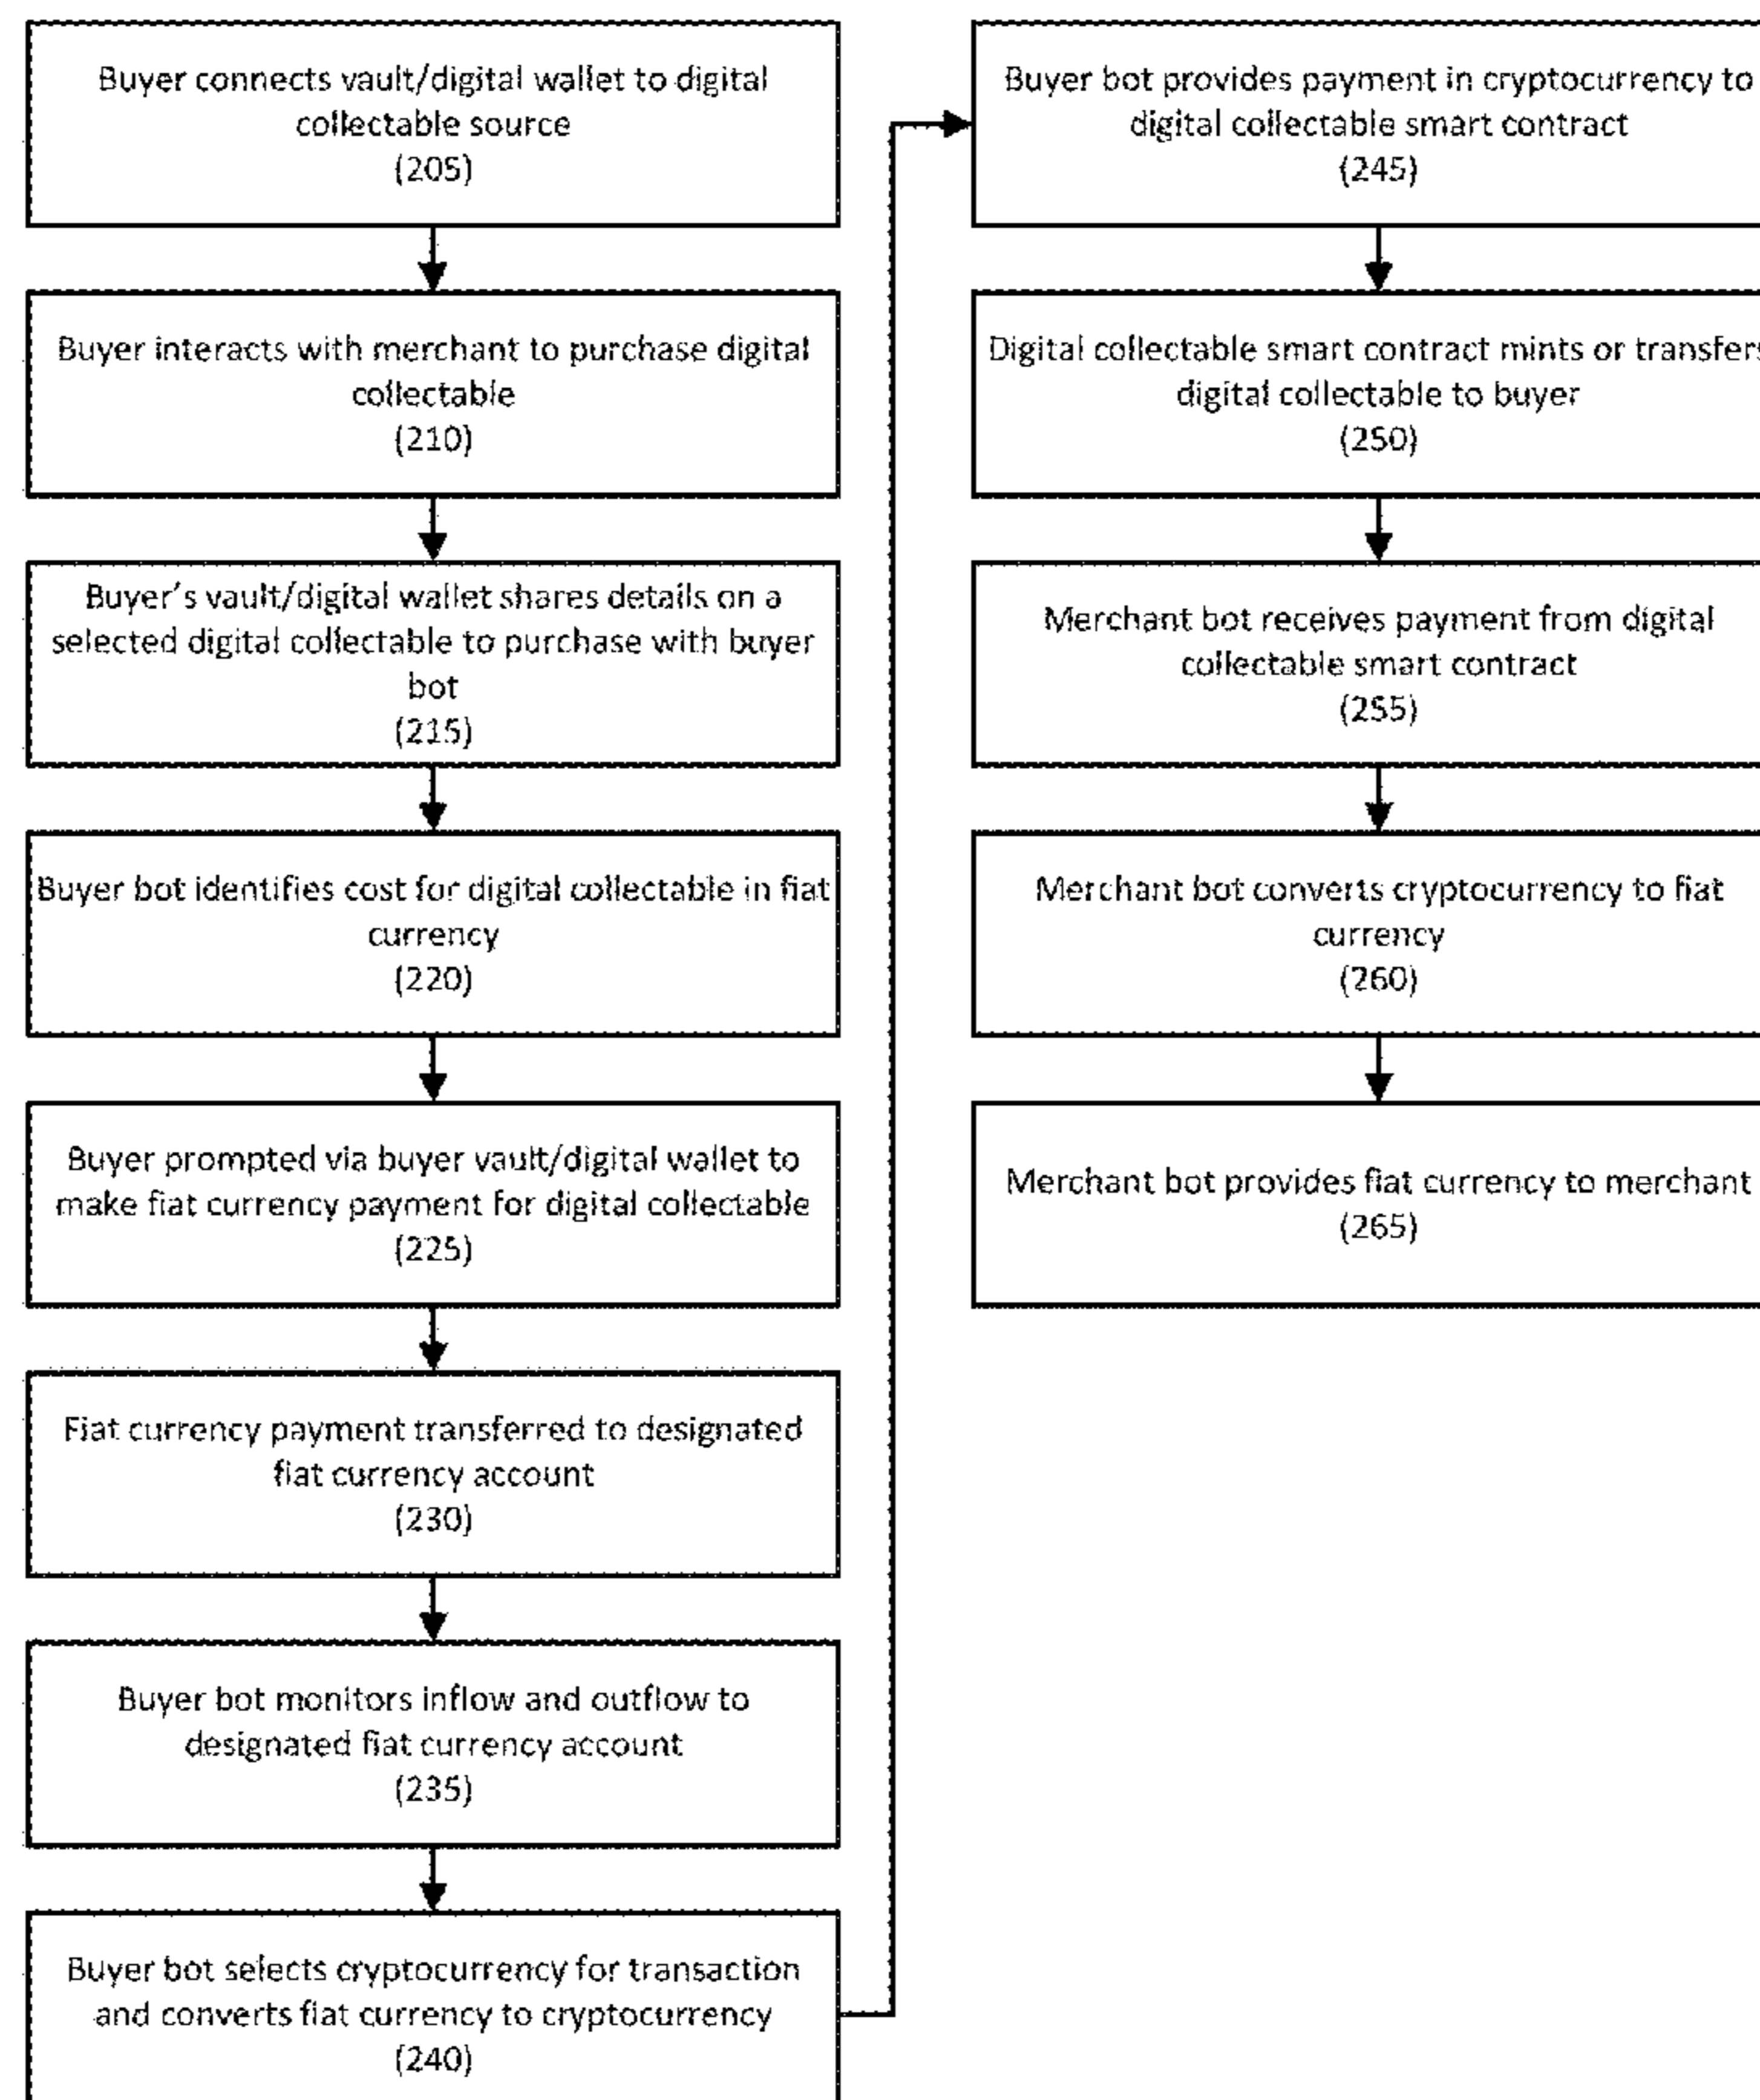 Buyer connects vault/digital wallet to digital
collectable source
(205)
Buyer interacts with merchant to purchase digital
collectable
(210)
Buyer's vault/digital wallet shares details on a
selected digital collectable to purchase with buyer
bot
(215)
Buyer bot identifies cost for digital collectable in fiat
currency
(220)
Buyer prompted via buyer vault/digital wallet to
make fiat currency payment for digital collectable
(225)
Fiat currency payment transferred to designated
fiat currency account
(230)
Buyer bot monitors inflow and outflow to
designated fiat currency account
(235)
Buyer bot selects cryptocurrency for transaction
and converts fiat currency to cryptocurrency
(240)
Buyer bot provides payment in cryptocurrency to
digital collectable smart contract
(245)
Digital collectable smart contract mints or transfers
digital collectable to buyer
(250)
Merchant bot receives payment from digital
collectable smart contract
(255)
Merchant bot converts cryptocurrency to fiat
currency
(260)
Merchant bot provides fiat currency to merchant
(265)